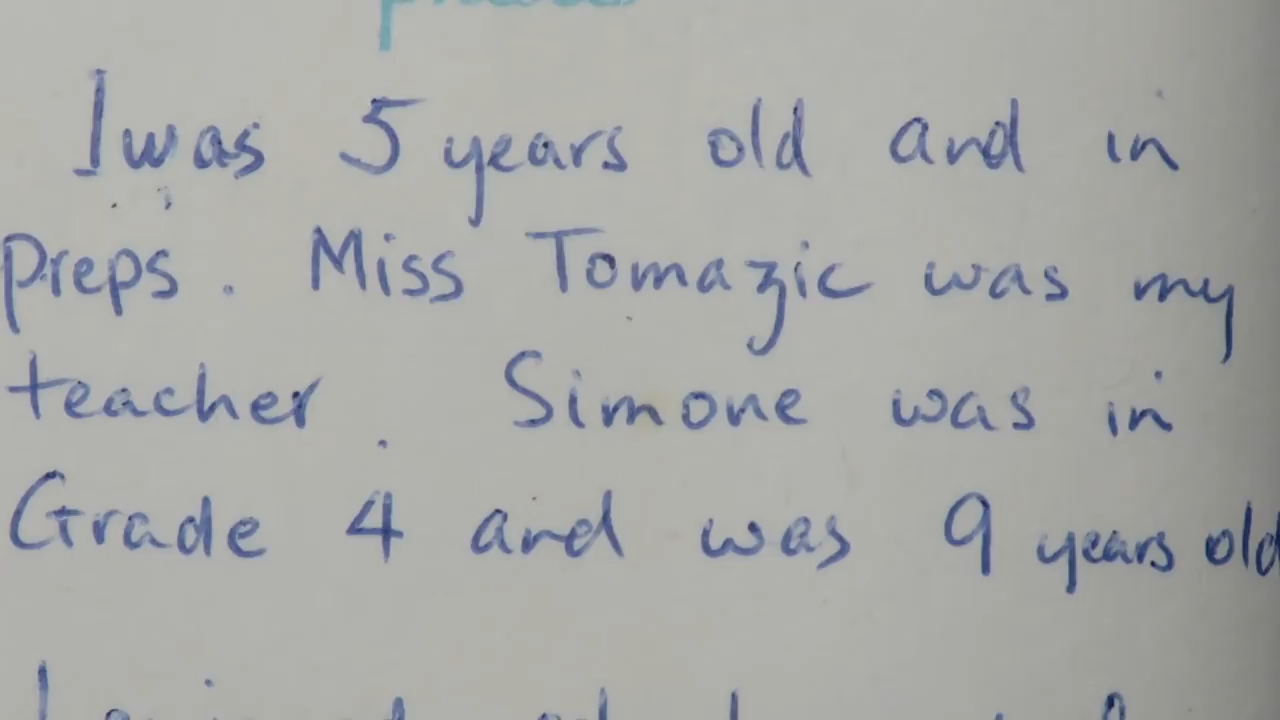 I was 5 years old and in
Preps. Miss Tomazic was my
teacher. Simone was in
Grade 4 and was 9 years old